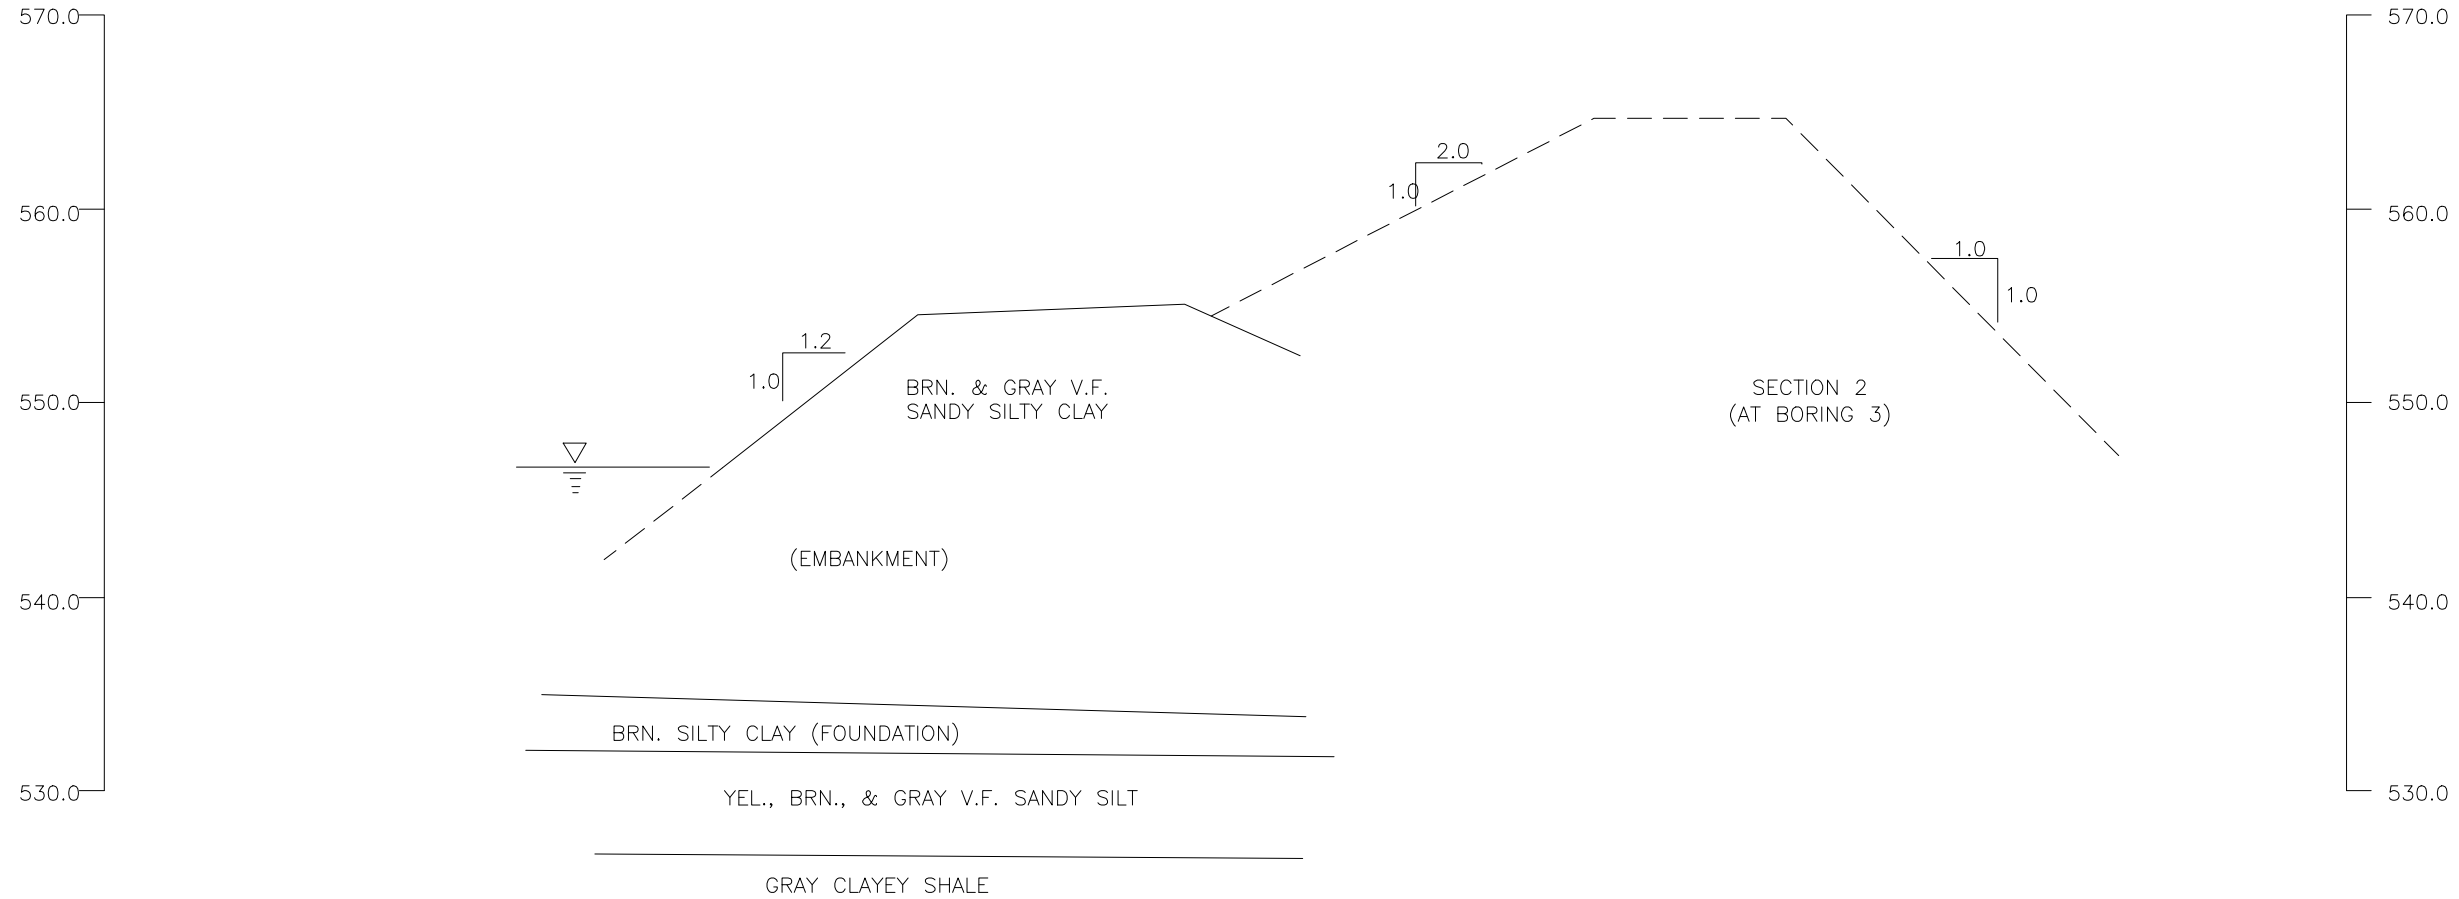 570.0
570.0
2.0
1.0
560.0
560.0
1.0
1.0
1.2
1.0
BRN. & GRAY V.F.
SANDY SILTY CLAY
SECTION 2
(AT BORING 3)
550.0
550.0
(EMBANKMENT)
540.0
540.0
BRN. SILTY CLAY (FOUNDATION)
YEL., BRN., & GRAY V.F. SANDY SILT
530.0
530.0
GRAY CLAYEY SHALE